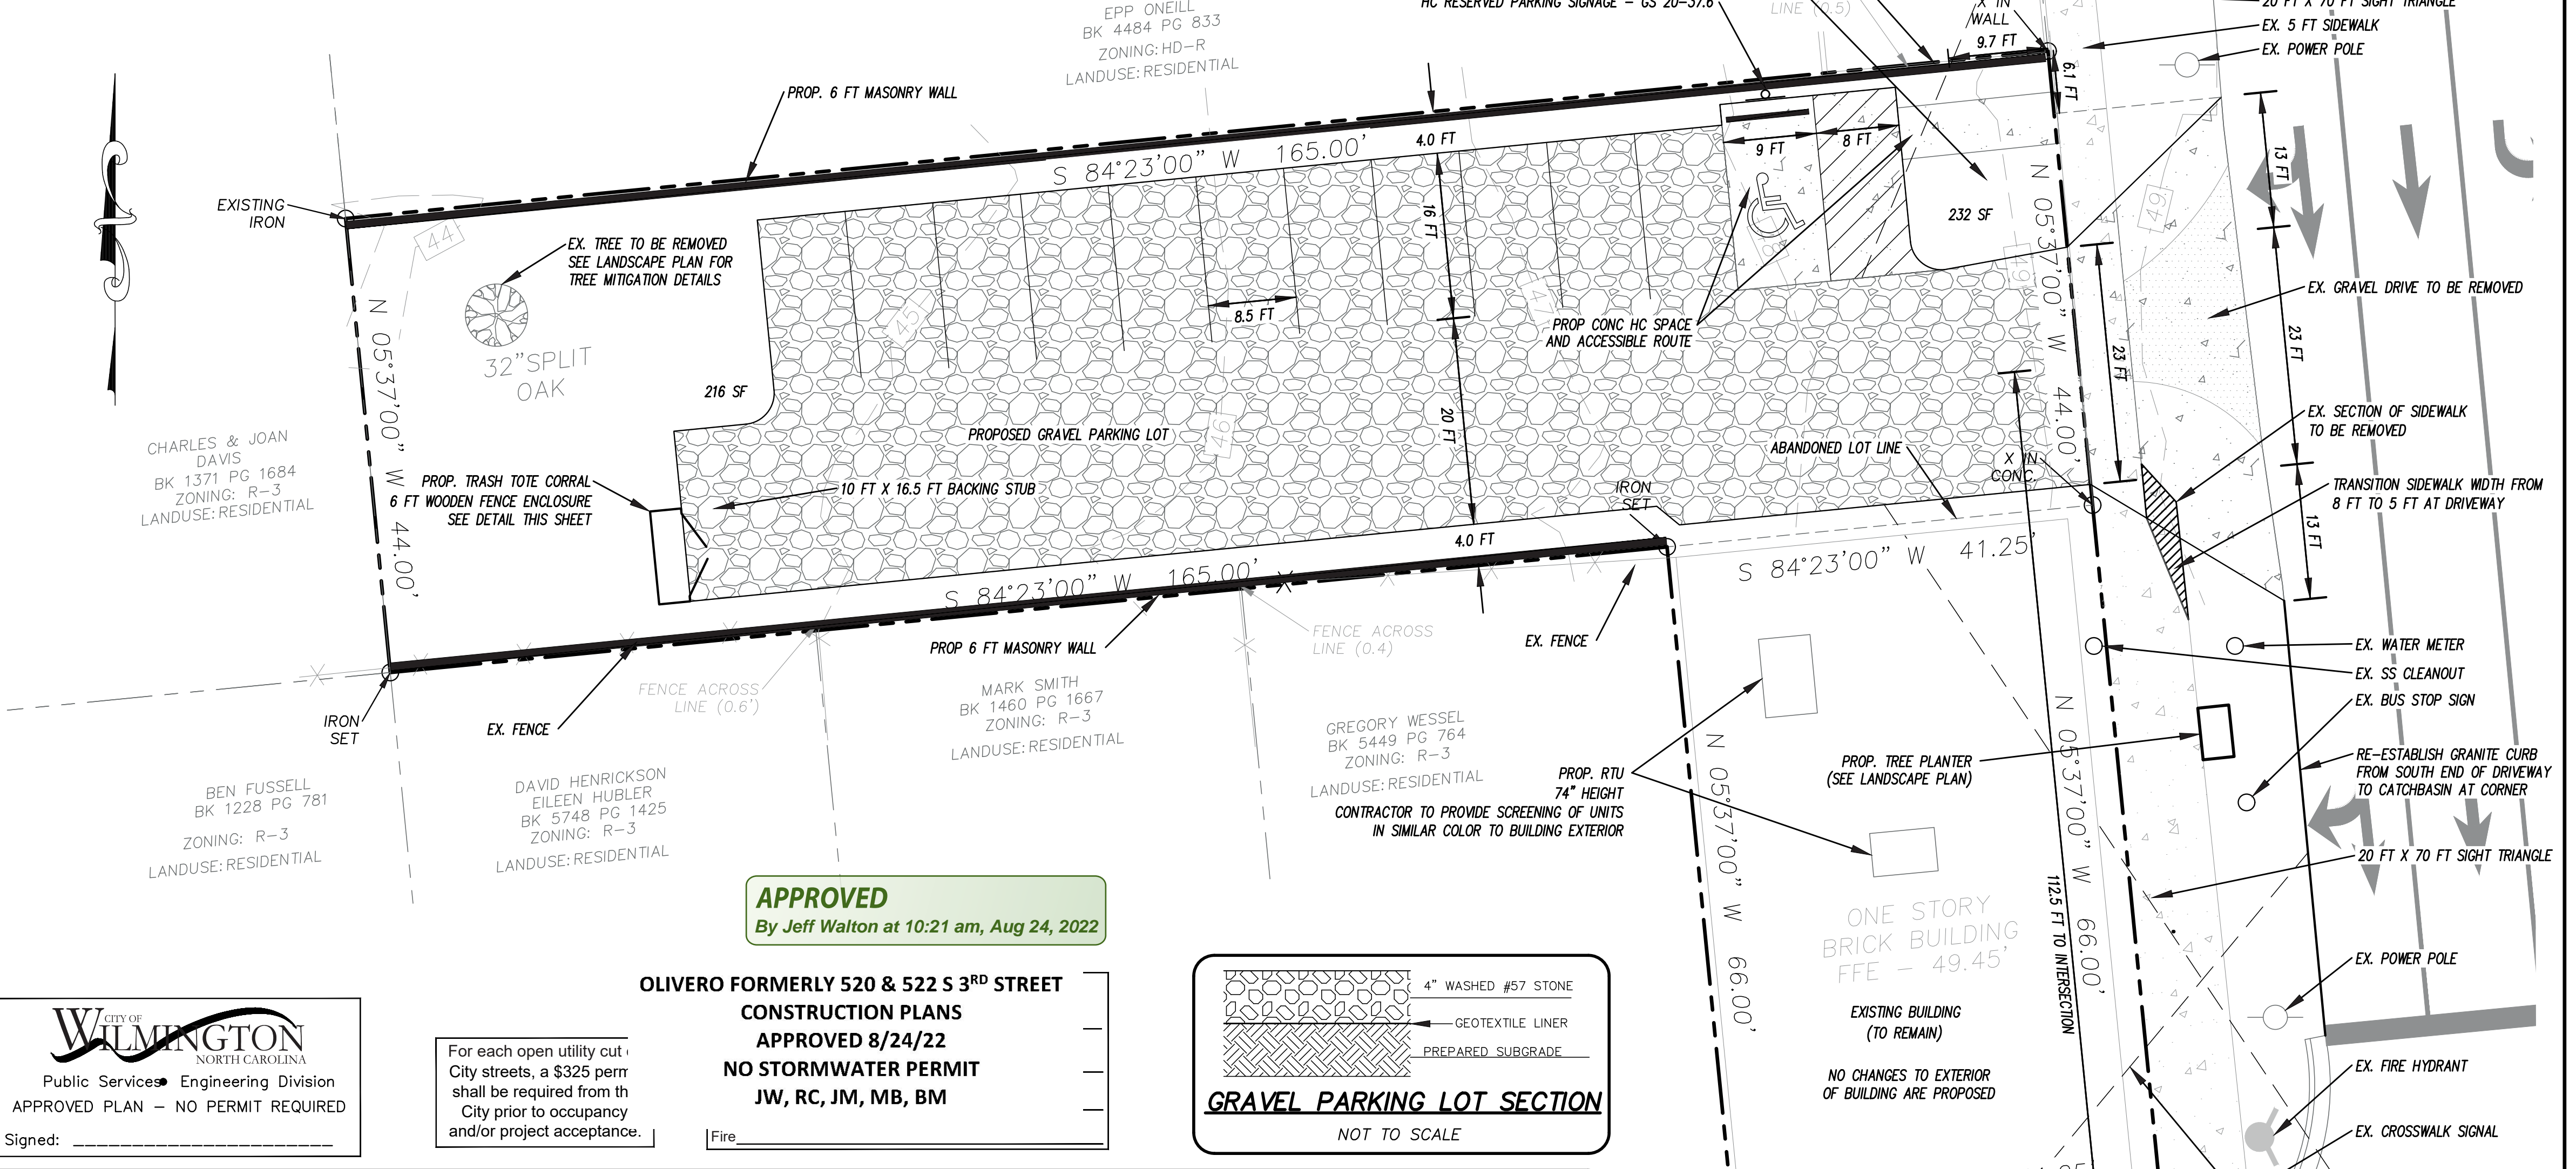 EPP ONEILL
BK 4484 PG 833
ZONING: HD-R
LANDUSE: RESIDENTIAL
HC RESERVED PARKING SIGNAGE - GS 20-37.6
LINE (0.5)
X IN
WALL
20 FT X 70 FT SIGHT TRIANGLE
EX. 5 FT SIDEWALK
EX. POWER POLE
9.7 FT
6.1 FT
PROP. 6 FT MASONRY WALL
S 84°23'00" W 165.00'
4.0 FT
9 FT
8 FT
13 FT
EXISTING
IRON
44
EX. TREE TO BE REMOVED
SEE LANDSCAPE PLAN FOR
TREE MITIGATION DETAILS
32"SPLIT
OAK
N 05°37'00" W 44.00'
216 SF
45
8.5 FT
16 FT
47
232 SF
49
N 05°37'00" W 44.00'
23 FT
23 FT
EX. GRAVEL DRIVE TO BE REMOVED
PROP CONC HC SPACE
AND ACCESSIBLE ROUTE
CHARLES & JOAN
DAVIS
BK 1371 PG 1684
ZONING: R-3
LANDUSE: RESIDENTIAL
PROPOSED GRAVEL PARKING LOT
46
20 FT
ABANDONED LOT LINE
X IN
CONC.
EX. SECTION OF SIDEWALK
TO BE REMOVED
TRANSITION SIDEWALK WIDTH FROM
8 FT TO 5 FT AT DRIVEWAY
13 FT
PROP. TRASH TOTE CORRAL
6 FT WOODEN FENCE ENCLOSURE
SEE DETAIL THIS SHEET
10 FT X 16.5 FT BACKING STUB
IRON
SET
4.0 FT
S 84°23'00" W 165.00'
S 84°23'00" W 41.25'
PROP 6 FT MASONRY WALL
FENCE ACROSS
LINE (0.4)
EX. FENCE
FENCE ACROSS
LINE (0.6')
IRON
SET
EX. FENCE
EX. WATER METER
EX. SS CLEANOUT
EX. BUS STOP SIGN
RE-ESTABLISH GRANITE CURB
FROM SOUTH END OF DRIVEWAY
TO CATCHBASIN AT CORNER
20 FT X 70 FT SIGHT TRIANGLE
MARK SMITH
BK 1460 PG 1667
ZONING: R-3
LANDUSE: RESIDENTIAL
GREGORY WESSEL
BK 5449 PG 764
ZONING: R-3
LANDUSE: RESIDENTIAL
BEN FUSSELL
BK 1228 PG 781
ZONING: R-3
LANDUSE: RESIDENTIAL
DAVID HENRICKSON
EILEEN HUBLER
BK 5748 PG 1425
ZONING: R-3
LANDUSE: RESIDENTIAL
PROP. RTU
74" HEIGHT
CONTRACTOR TO PROVIDE SCREENING OF UNITS
IN SIMILAR COLOR TO BUILDING EXTERIOR
PROP. TREE PLANTER
(SEE LANDSCAPE PLAN)
N 05°37'00" W 66.00'
N 05°37'00" W 66.00'
112.5 FT TO INTERSECTION
ONE STORY
BRICK BUILDING
FFE - 49.45'
EXISTING BUILDING
(TO REMAIN)
NO CHANGES TO EXTERIOR
OF BUILDING ARE PROPOSED
EX. POWER POLE
EX. FIRE HYDRANT
EX. CROSSWALK SIGNAL
APPROVED
By Jeff Walton at 10:21 am, Aug 24, 2022
CITY OF
WILMINGTON
NORTH CAROLINA
Public Services • Engineering Division
APPROVED PLAN - NO PERMIT REQUIRED
Signed:
For each open utility cut
City streets, a $325 perm
shall be required from th
City prior to occupancy
and/or project acceptance.
OLIVERO FORMERLY 520 & 522 S 3RD STREET
CONSTRUCTION PLANS
APPROVED 8/24/22
NO STORMWATER PERMIT
JW, RC, JM, MB, BM
Fire
4" WASHED #57 STONE
GEOTEXTILE LINER
PREPARED SUBGRADE
GRAVEL PARKING LOT SECTION
NOT TO SCALE